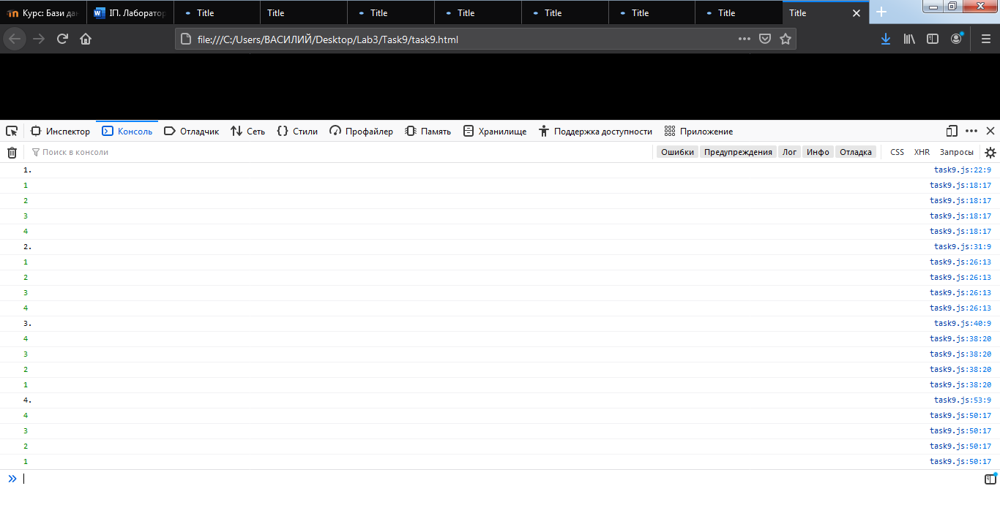 Курс: Бази дан
ІП. Лаборатор
Title
Title
Title
Title
Title
Title
Title
Title
file:///C:/Users/ВАСИЛИЙ/Desktop/Lab3/Task9/task9.html
Инспектор Консоль Отладчик Сеть Стили Профайлер Память Хранилище Поддержка доступности Приложение
Поиск в консоли Ошибки Предупреждения Лог Инфо Отладка CSS XHR Запросы
1. task9.js:22:9
1 task9.js:18:17
2 task9.js:18:17
3 task9.js:18:17
4 task9.js:18:17
2. task9.js:31:9
1 task9.js:26:13
2 task9.js:26:13
3 task9.js:26:13
4 task9.js:26:13
3. task9.js:40:9
4 task9.js:38:20
3 task9.js:38:20
2 task9.js:38:20
1 task9.js:38:20
4. task9.js:53:9
4 task9.js:50:17
3 task9.js:50:17
2 task9.js:50:17
1 task9.js:50:17